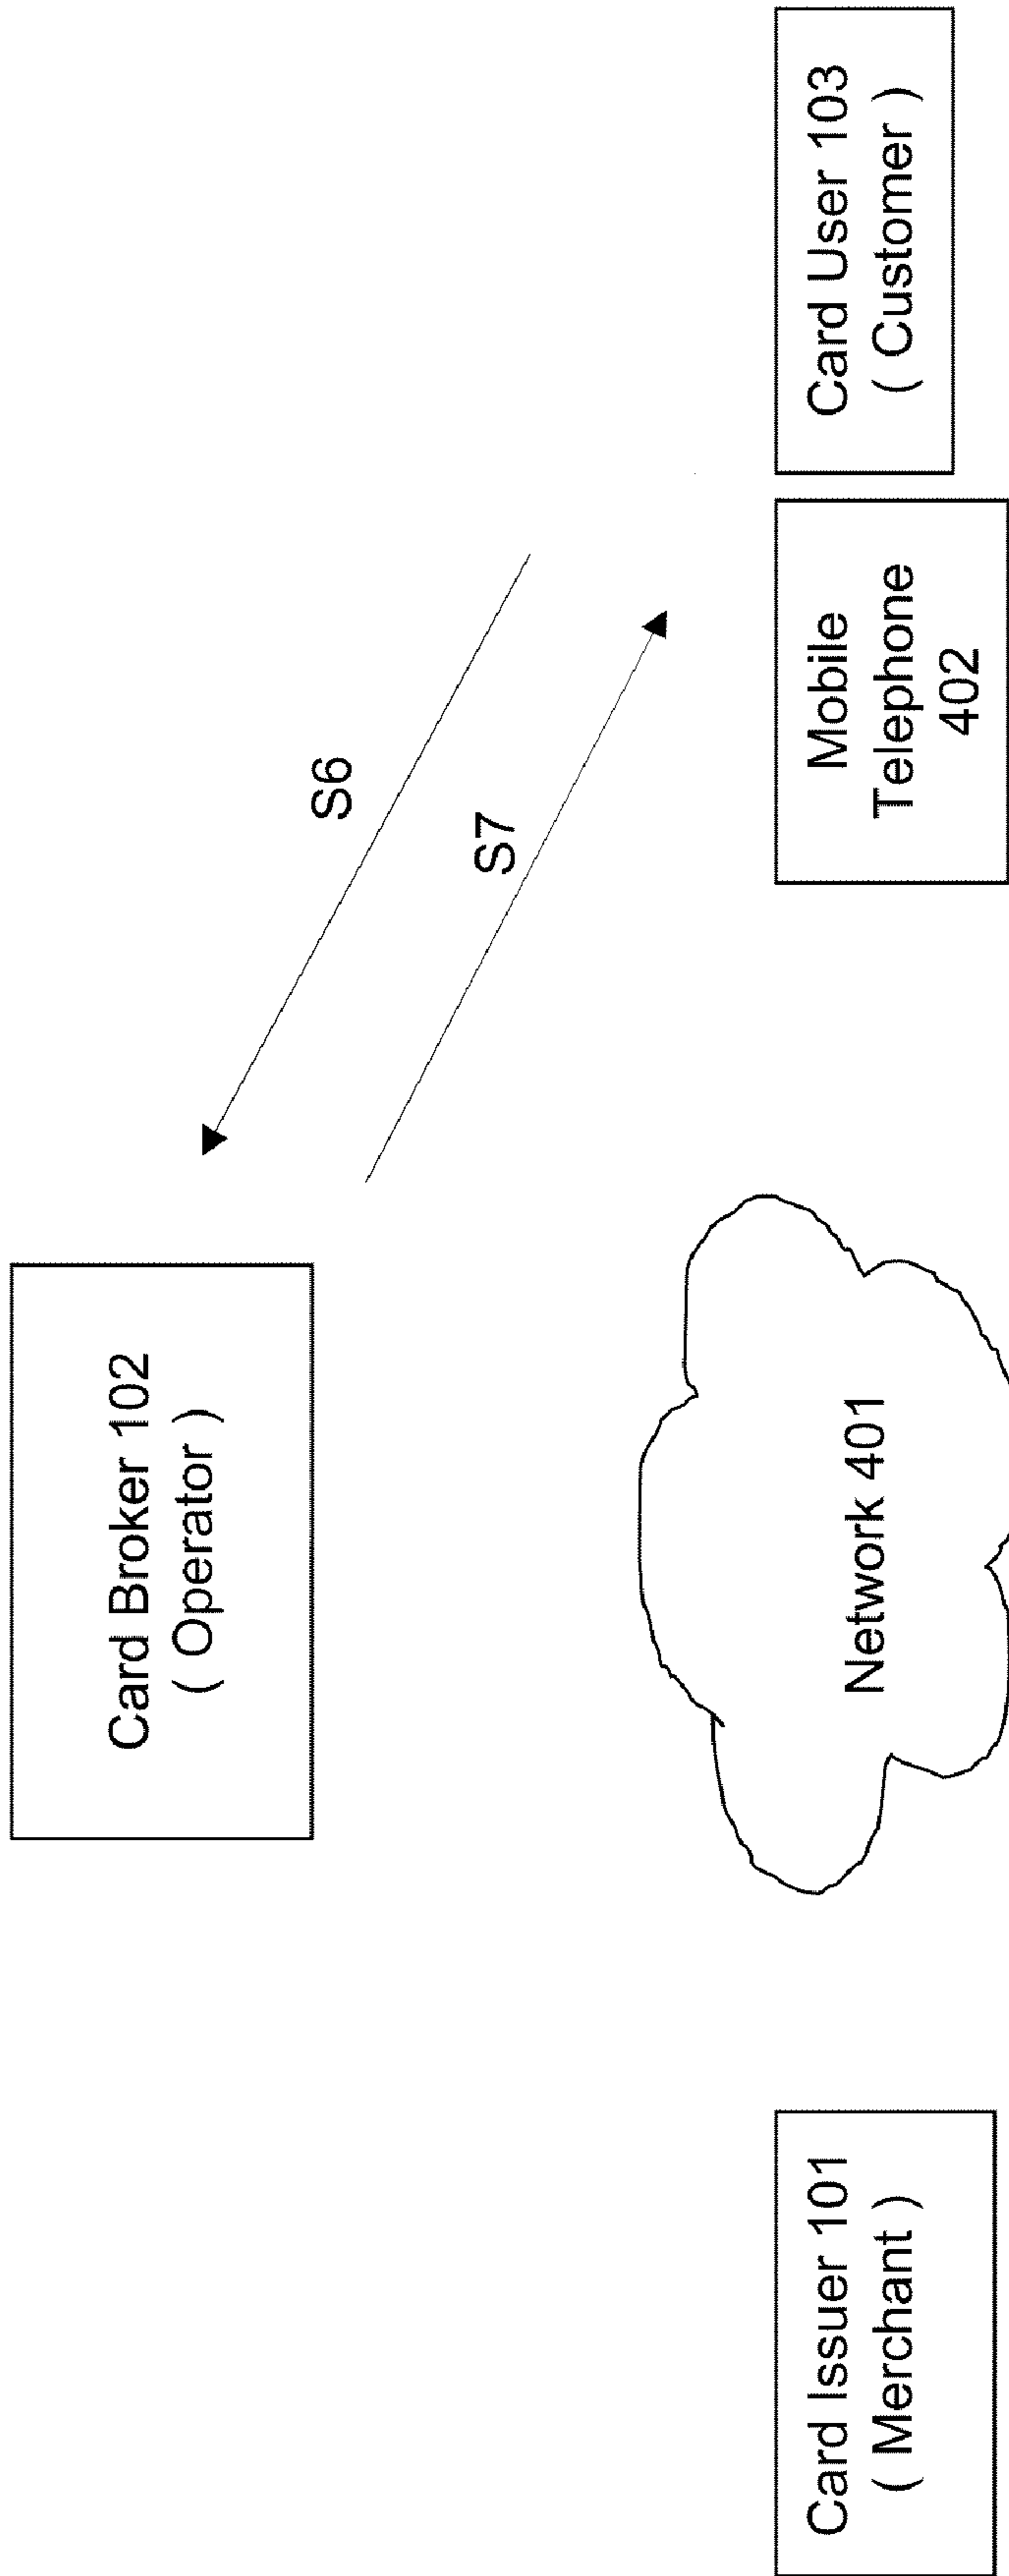 Card Broker 102
( Operator )
S6
S7
Card Issuer 101
( Merchant )
Network 401
Mobile
Telephone
402
Card User 103
( Customer )